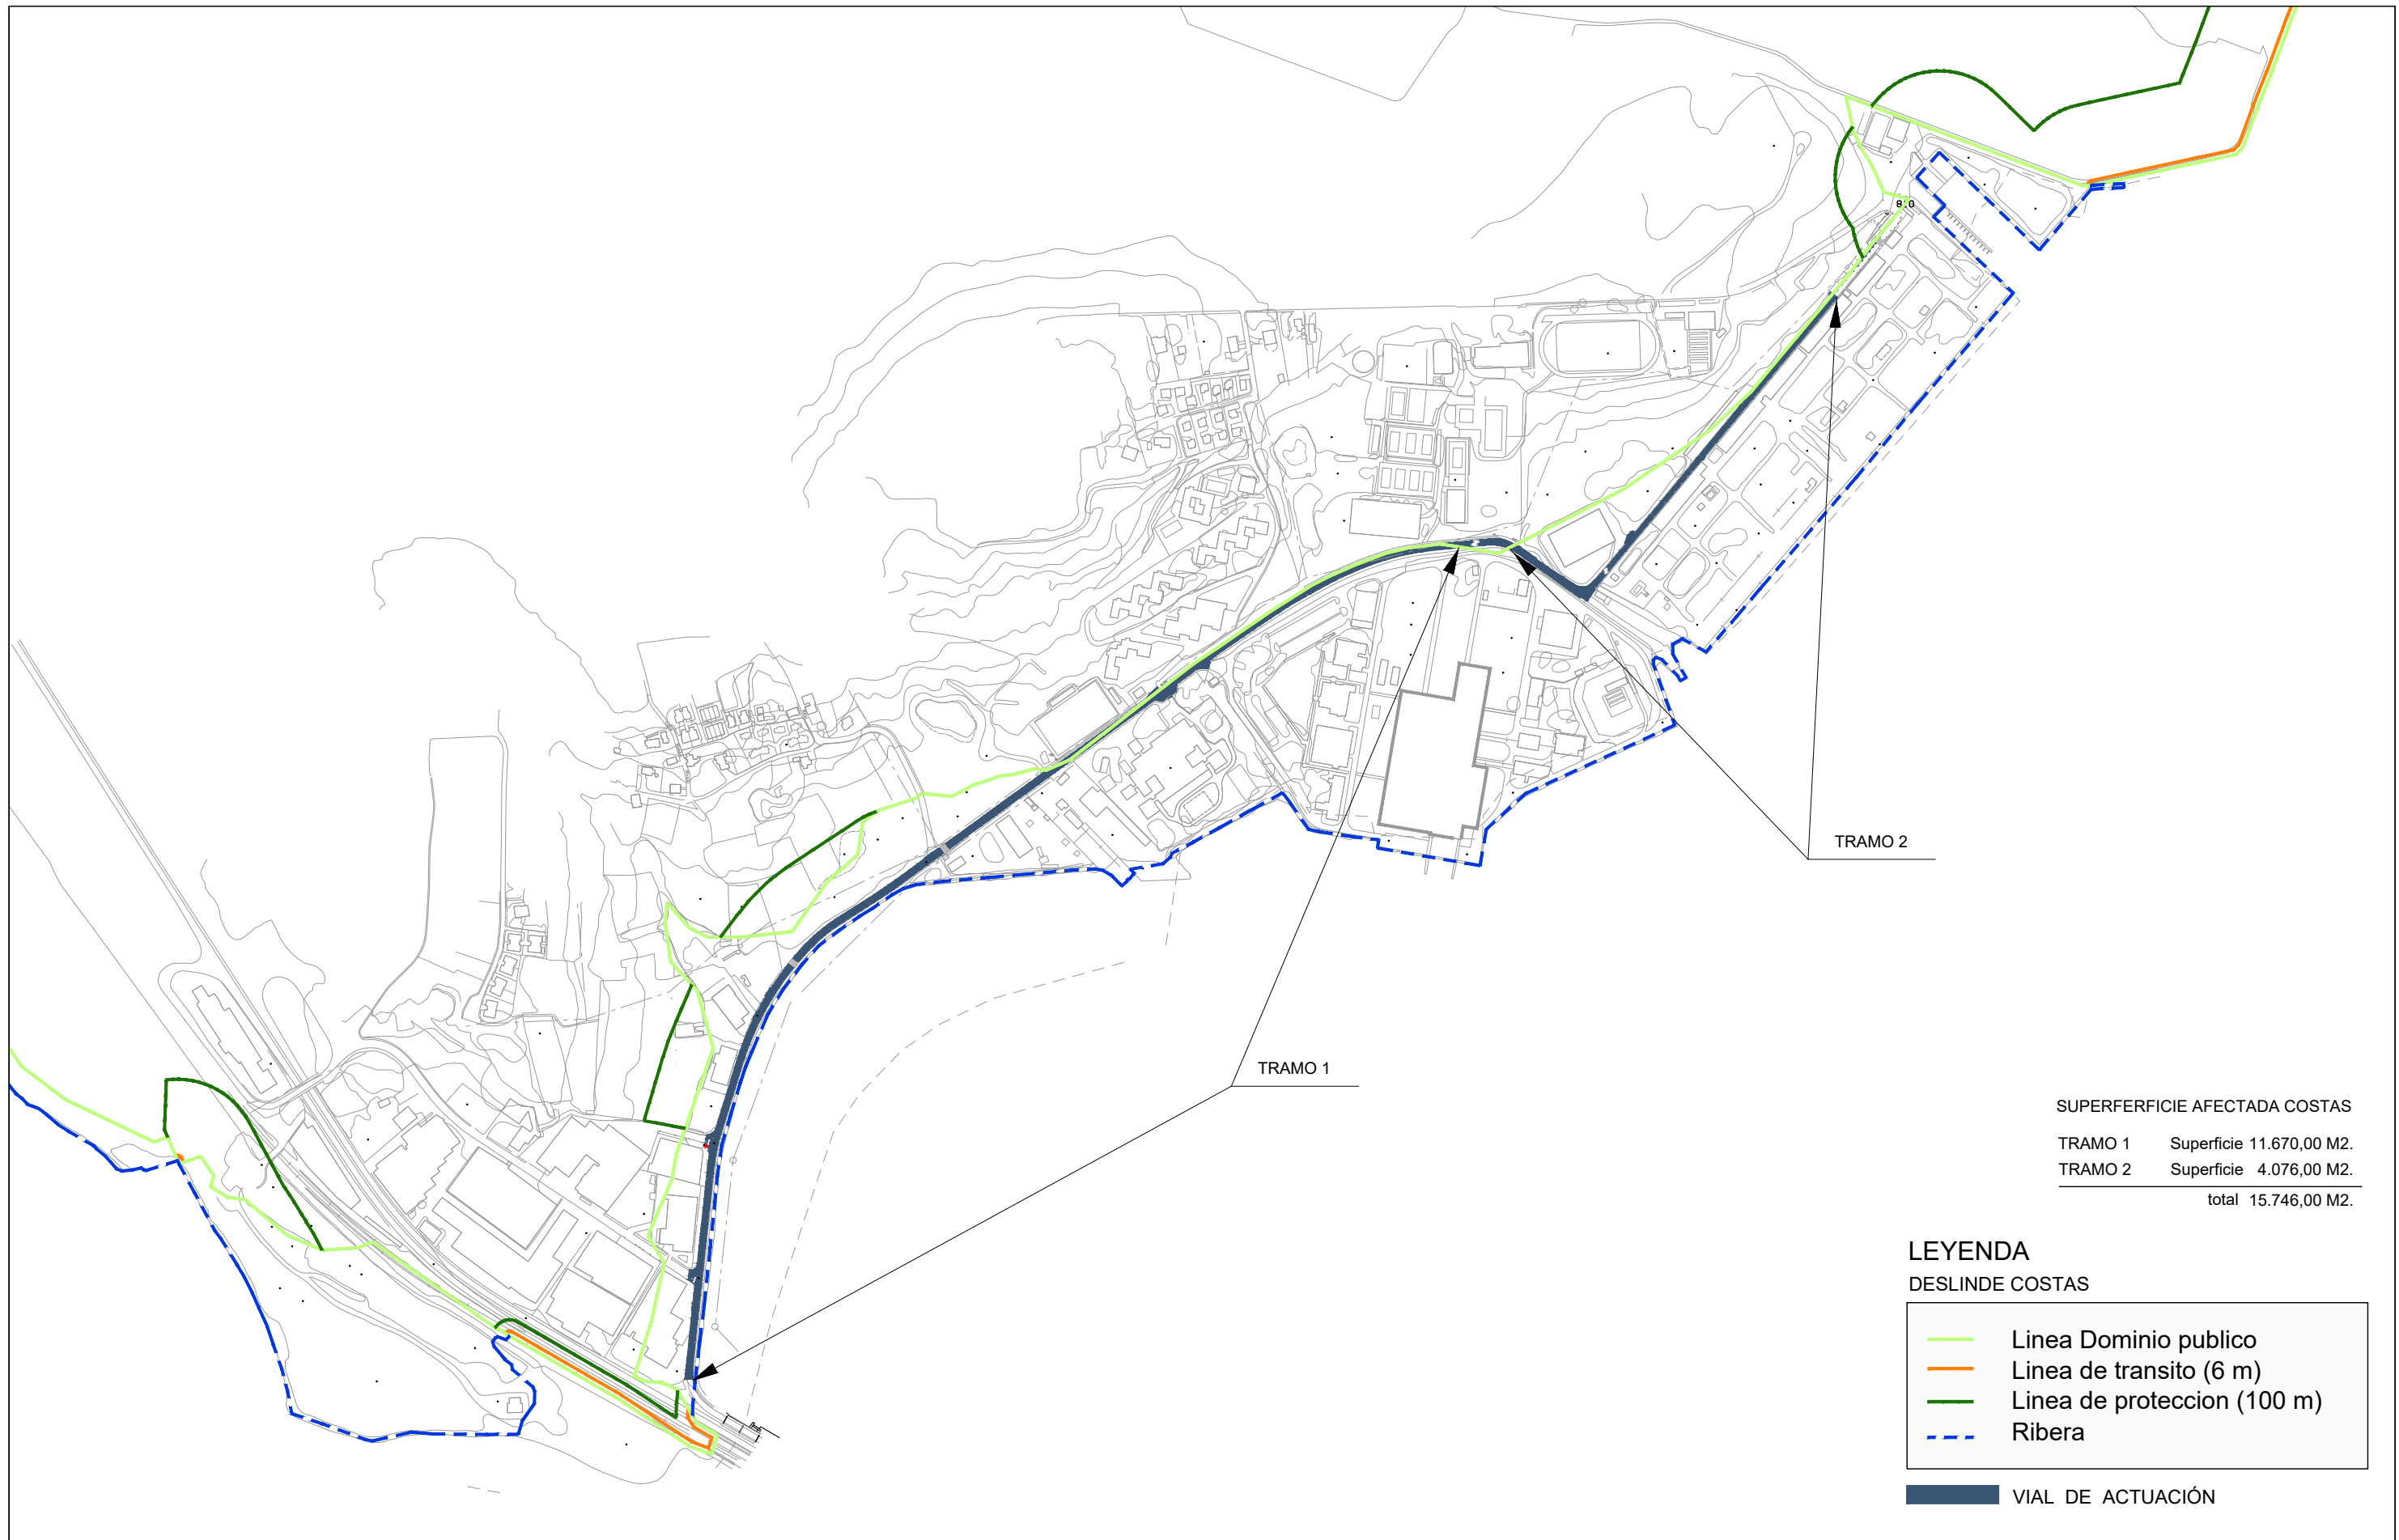 8.0
TRAMO 2
TRAMO 1
SUPERFERFICIE AFECTADA COSTAS
TRAMO 1 Superficie 11.670,00 M2.
TRAMO 2 Superficie 4.076,00 M2.
total 15.746,00 M2.
LEYENDA
DESLINDE COSTAS
Linea Dominio publico
Linea de transito (6 m)
Linea de proteccion (100 m)
Ribera
VIAL DE ACTUACIÓN